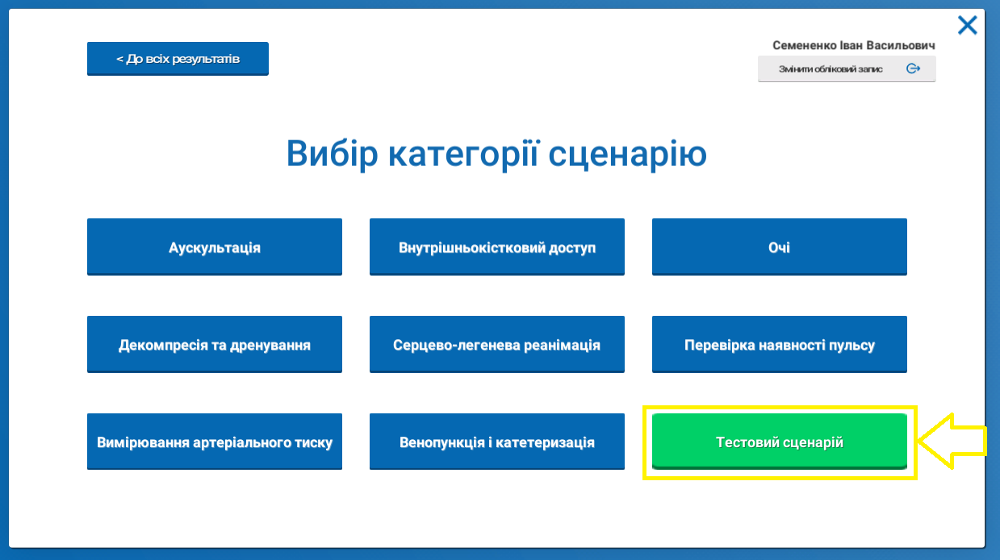 < До всіх результатів
Семененко Іван Васильович
Змінити обліковий запис
Вибір категорії сценарію
Аускультація
Внутрішньокістковий доступ
Очі
Декомпресія та дренування
Серцево-легенева реанімація
Перевірка наявності пульсу
Вимірювання артеріального тиску
Венопункція і катетеризація
Тестовий сценарій